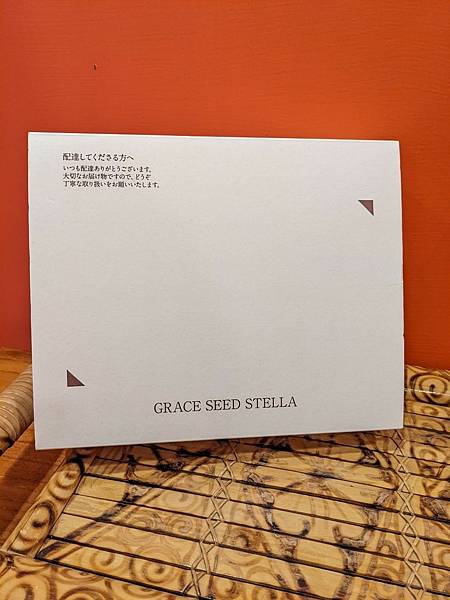 配達してくださる方へ
いつも配達ありがとうございます。
大切なお届け物ですので、どうぞ
丁寧な取り扱いをお願いいたします。
GRACE SEED STELLA